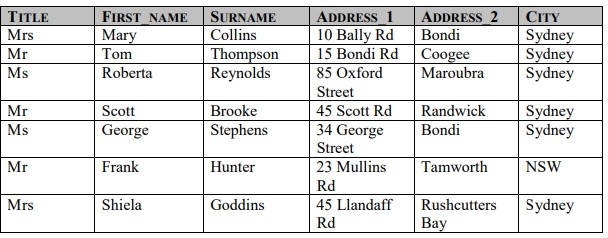 TITLE FIRST_NAME SURNAME ADDRESS_1 ADDRESS_2 CITY
Mrs Mary Collins 10 Bally Rd Bondi Sydney
Mr Tom Thompson 15 Bondi Rd Coogee Sydney
Ms Roberta Reynolds 85 Oxford Maroubra Sydney
Street
Mr Scott Brooke 45 Scott Rd Randwick Sydney
Ms George Stephens 34 George Bondi Sydney
Street
Mr Frank Hunter 23 Mullins Tamworth NSW
Rd
Mrs Shiela Goddins 45 Llandaff Rushcutters Sydney
Rd Bay